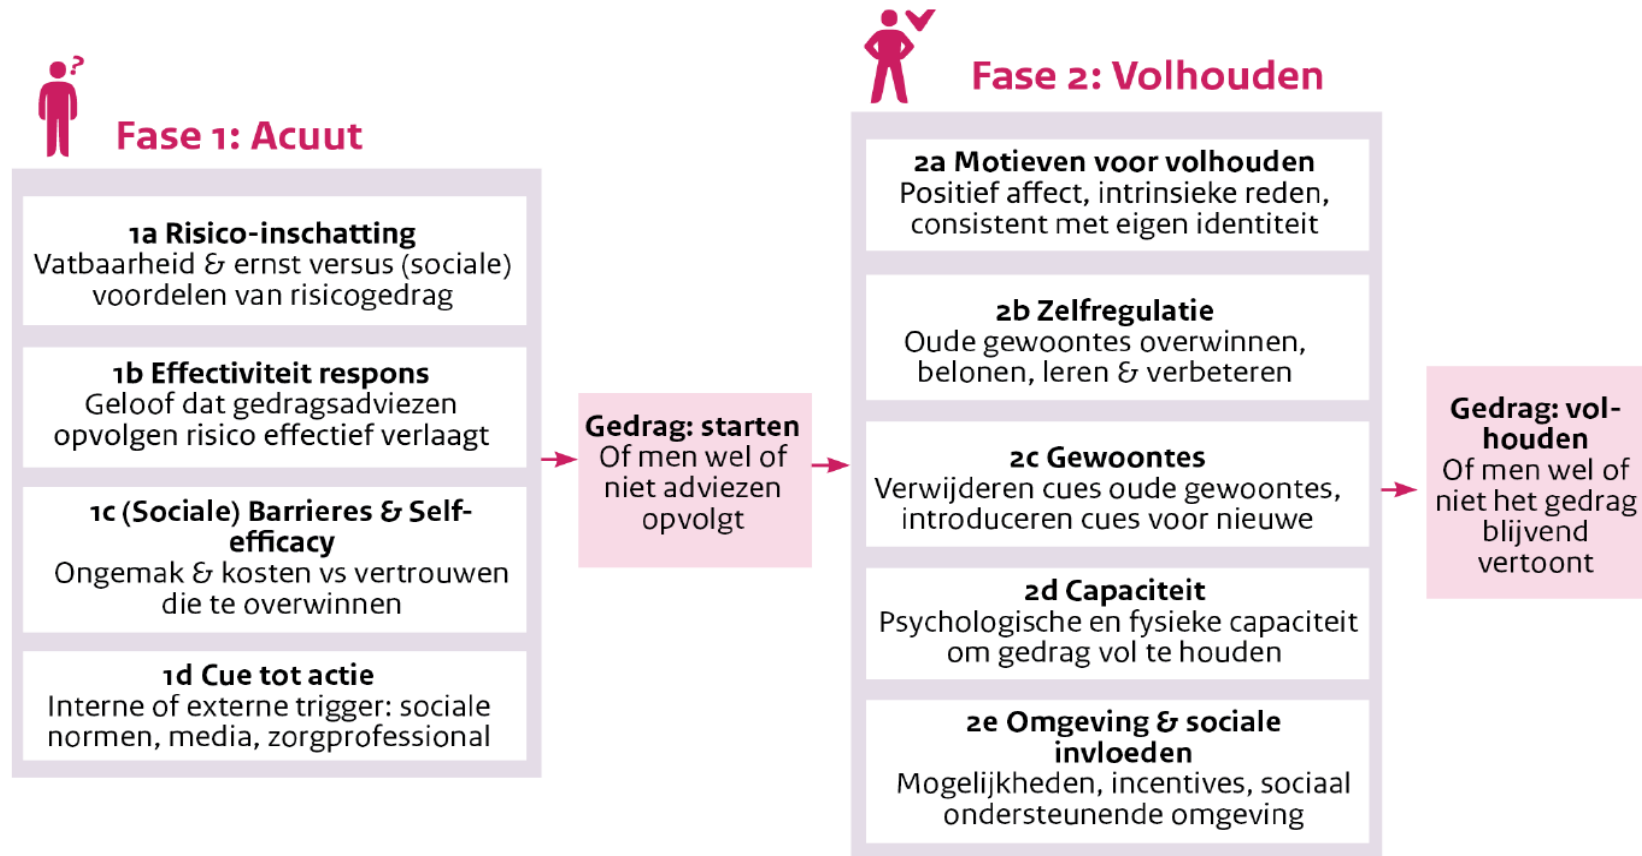 ?
Fase 1: Acuut
1a Risico-inschatting
Vatbaarheid & ernst versus (sociale)
voordelen van risicogedrag
1b Effectiviteit respons
Geloof dat gedragsadviezen
opvolgen risico effectief verlaagt
1c (Sociale) Barrieres & Self-
efficacy
Ongemak & kosten vs vertrouwen
die te overwinnen
1d Cue tot actie
Interne of externe trigger: sociale
normen, media, zorgprofessional
Gedrag: starten
Of men wel of
niet adviezen
opvolgt
Fase 2: Volhouden
2a Motieven voor volhouden
Positief affect, intrinsieke reden,
consistent met eigen identiteit
2b Zelfregulatie
Oude gewoontes overwinnen,
belonen, leren & verbeteren
2c Gewoontes
Verwijderen cues oude gewoontes,
introduceren cues voor nieuwe
2d Capaciteit
Psychologische en fysieke capaciteit
om gedrag vol te houden
2e Omgeving & sociale
invloeden
Mogelijkheden, incentives, sociaal
ondersteunende omgeving
Gedrag: vol-
houden
Of men wel of
niet het gedrag
blijvend
vertoont